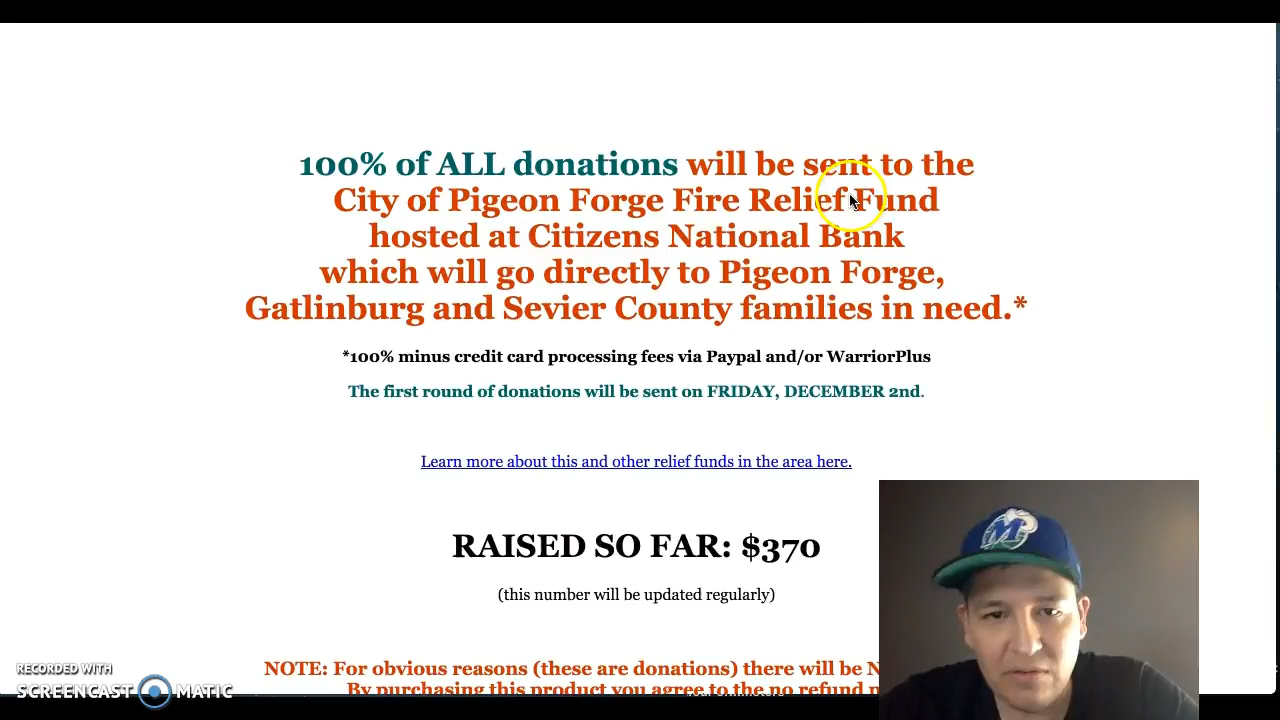 100% of ALL donations will be sent to the
City of Pigeon Forge Fire Relief Fund
hosted at Citizens National Bank
which will go directly to Pigeon Forge,
Gatlinburg and Sevier County families in need.*
*100% minus credit card processing fees via Paypal and/or WarriorPlus
The first round of donations will be sent on FRIDAY, DECEMBER 2nd.
Learn more about this and other relief funds in the area here.
RAISED SO FAR: $370
(this number will be updated regularly)
NOTE: For obvious reasons (these are donations) there will be N
By purchasing this product you agree to the no refund
RECORDED WITH
SCREENCAST MATIC
M